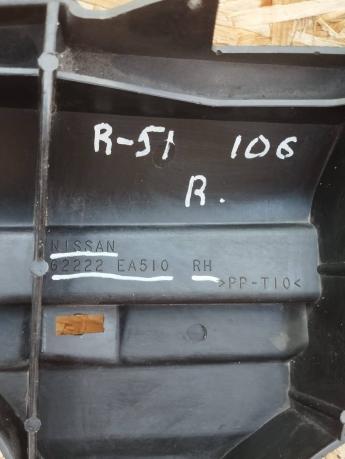 R-51 106
R.
NISSAN
62222 EA510 RH
>PP-T10<